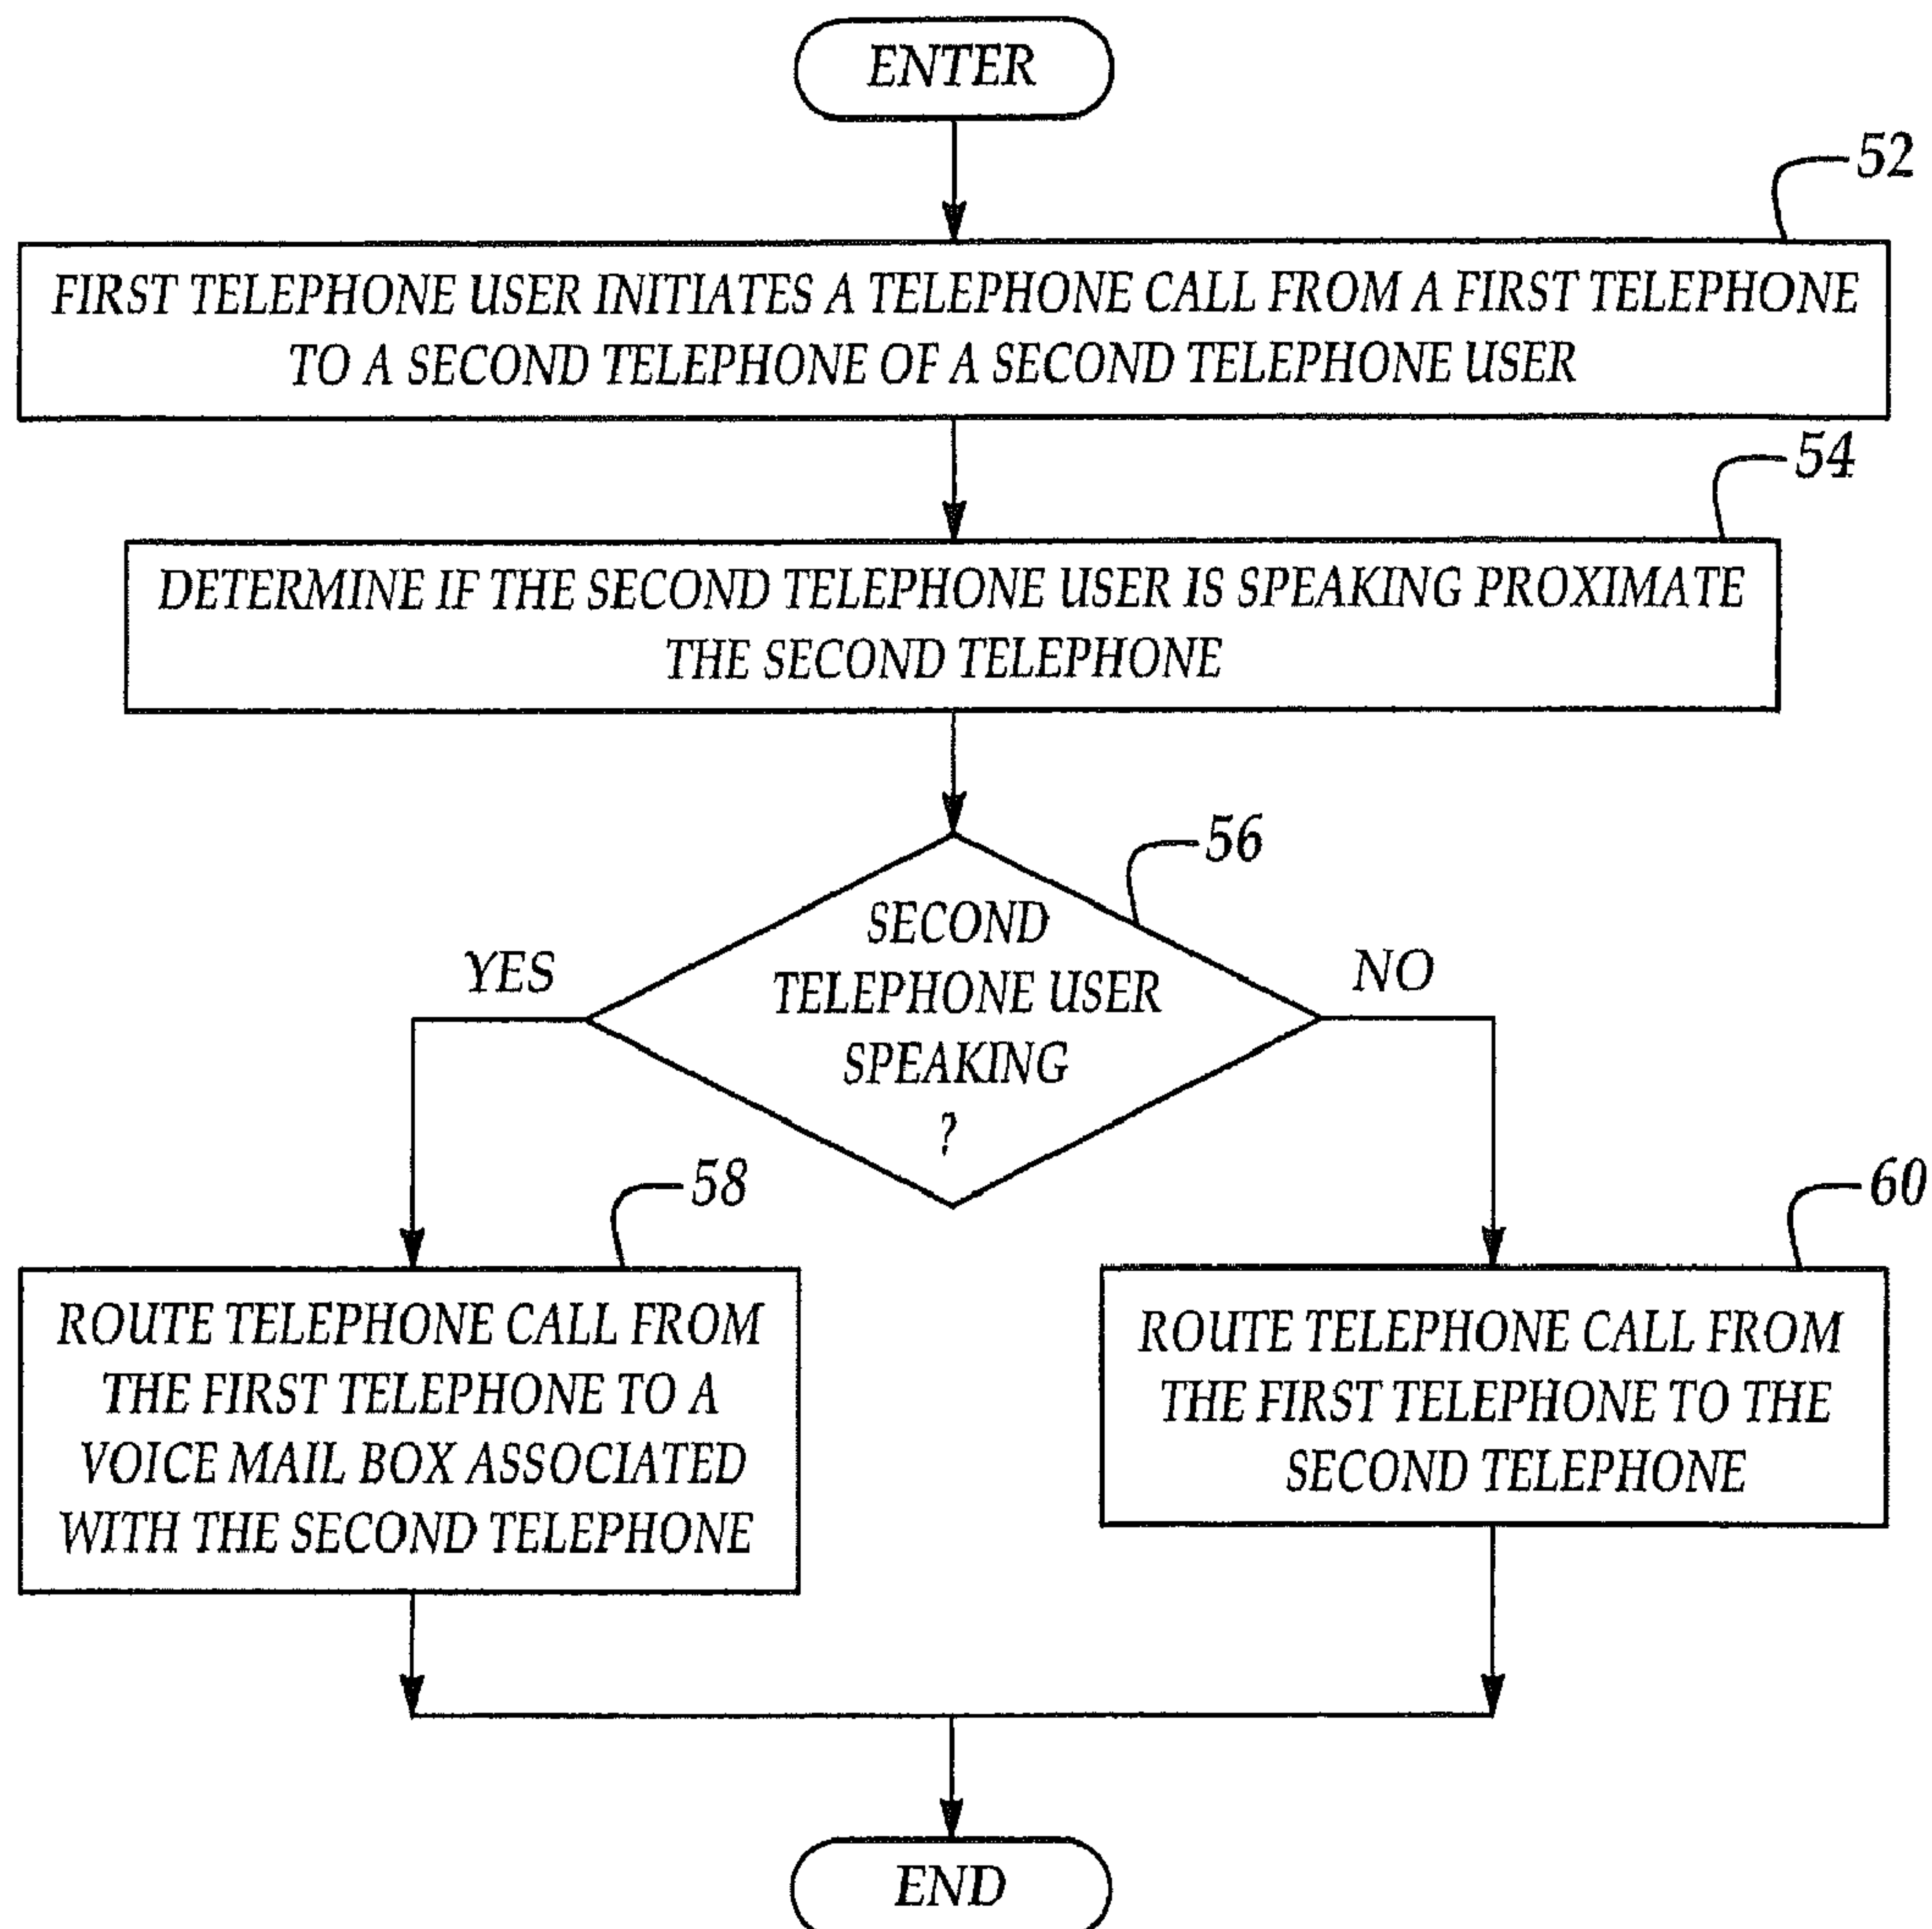 ENTER
52
FIRST TELEPHONE USER INITIATES A TELEPHONE CALL FROM A FIRST TELEPHONE
TO A SECOND TELEPHONE OF A SECOND TELEPHONE USER
54
DETERMINE IF THE SECOND TELEPHONE USER IS SPEAKING PROXIMATE
THE SECOND TELEPHONE
56
SECOND
TELEPHONE USER
SPEAKING
?
YES
NO
58
ROUTE TELEPHONE CALL FROM
THE FIRST TELEPHONE TO A
VOICE MAIL BOX ASSOCIATED
WITH THE SECOND TELEPHONE
60
ROUTE TELEPHONE CALL FROM
THE FIRST TELEPHONE TO THE
SECOND TELEPHONE
END